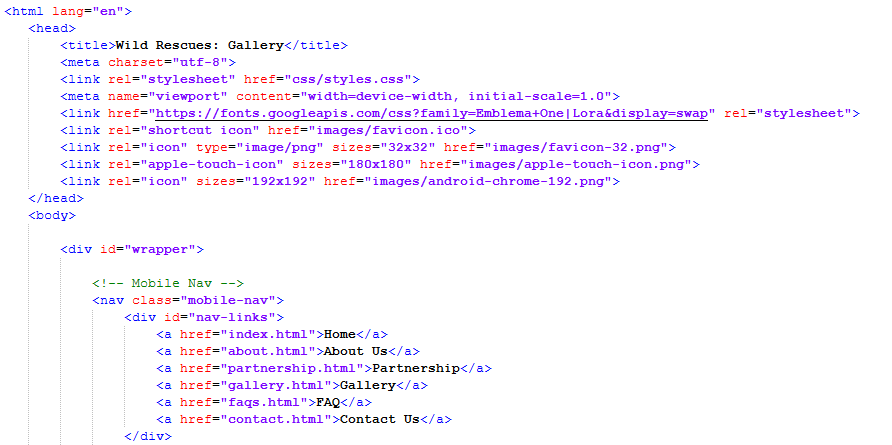 <html lang="en">
<head>
<title>Wild Rescues: Gallery</title>
<meta charset="utf-8">
<link rel="stylesheet" href="css/styles.css">
<meta name="viewport" content="width=device-width, initial-scale=1.0">
<link href="https://fonts.googleapis.com/css?family=Emblema+One|Lora&display=swap" rel="stylesheet">
<link rel="shortcut icon" href="images/favicon.ico">
<link rel="icon" type="image/png" sizes="32x32" href="images/favicon-32.png">
<link rel="apple-touch-icon" sizes="180x180" href="images/apple-touch-icon.png">
<link rel="icon" sizes="192x192" href="images/android-chrome-192.png">
</head>
<body>
<div id="wrapper">
<!-- Mobile Nav -->
<nav class="mobile-nav">
<div id="nav-links">
<a href="index.html">Home</a>
<a href="about.html">About Us</a>
<a href="partnership.html">Partnership</a>
<a href="gallery.html">Gallery</a>
<a href="faqs.html">FAQ</a>
<a href="contact.html">Contact Us</a>
</div>